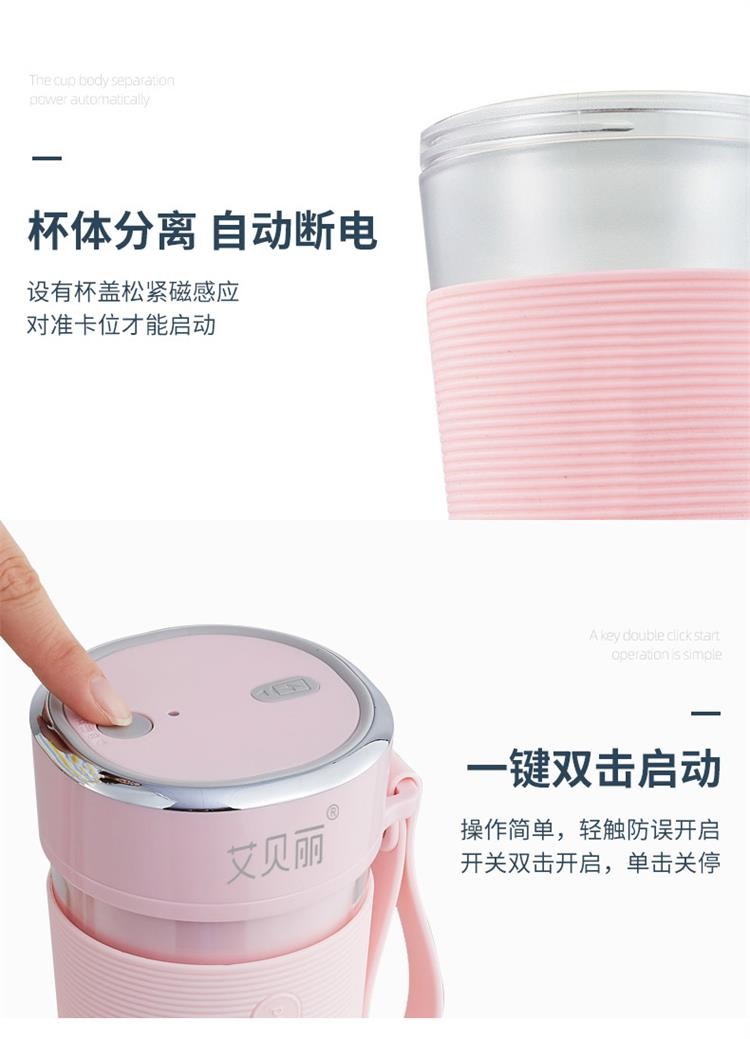 The cup body separation
power automatically
杯体分离 自动断电
设有杯盖松紧磁感应
对准卡位才能启动
A key double click start
operation is simple
一键双击启动
操作简单，轻触防误开启
开关双击开启，单击关停
艾贝丽®